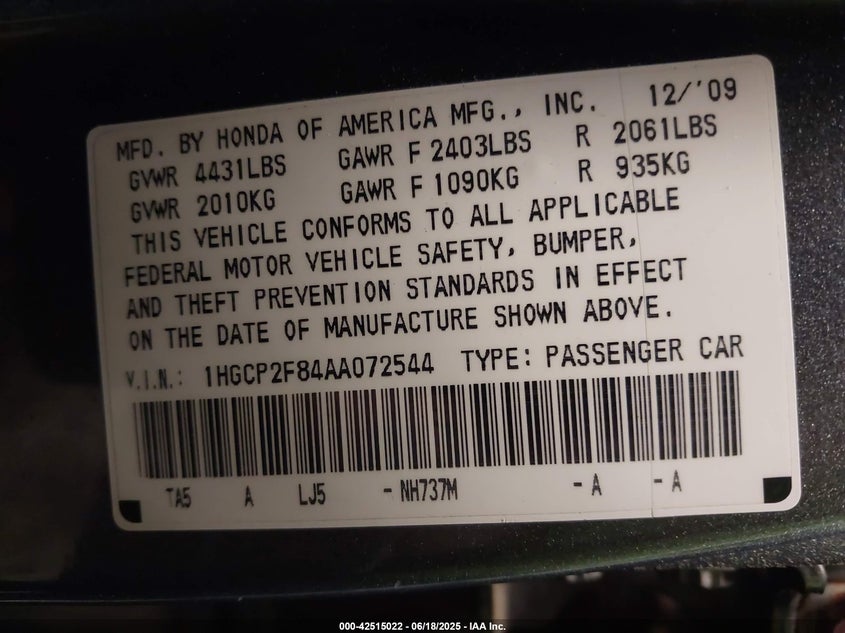 MFD. BY HONDA OF AMERICA MFG., INC. 12/'09
GVWR 4431LBS GAWR F 2403LBS R 2061LBS
GVWR 2010KG GAWR F 1090KG R 935KG
THIS VEHICLE CONFORMS TO ALL APPLICABLE
FEDERAL MOTOR VEHICLE SAFETY, BUMPER,
AND THEFT PREVENTION STANDARDS IN EFFECT
ON THE DATE OF MANUFACTURE SHOWN ABOVE.
V.I.N.: 1HGCP2F84AA072544 TYPE: PASSENGER CAR
TA5 A LJ5 - NH737M - A - A
000-42515022 - 06/18/2025 - IAA Inc.